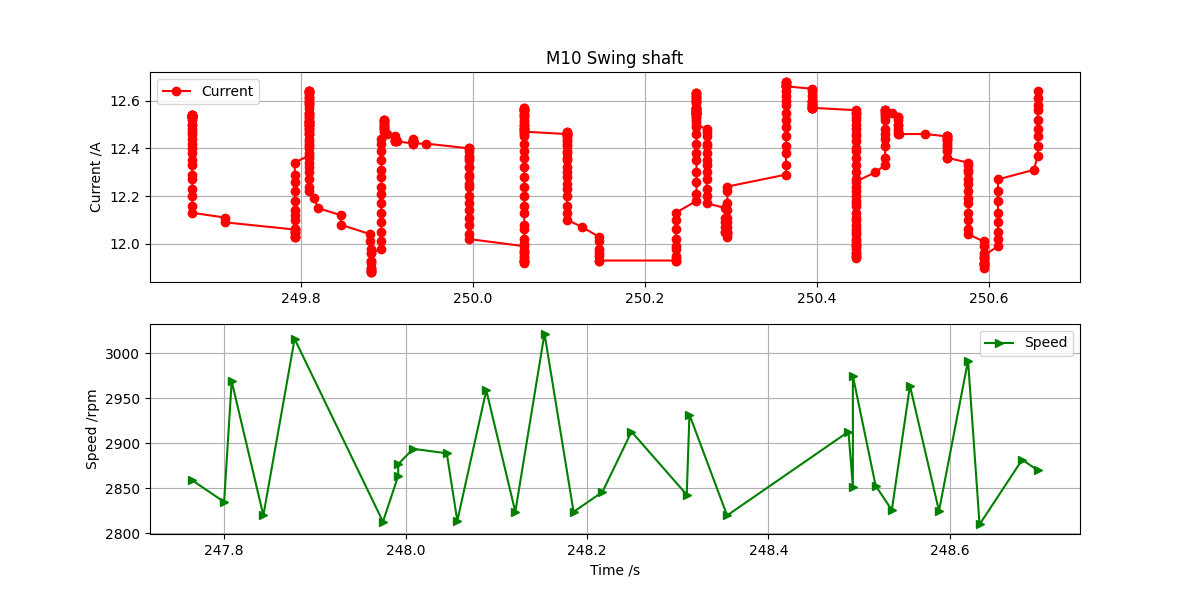 M10 Swing shaft
Current
Current /A
12.6
12.4
12.2
12.0
249.8 250.0 250.2 250.4 250.6
Speed
Speed /rpm
3000
2950
2900
2850
2800
247.8 248.0 248.2 248.4 248.6
Time /s